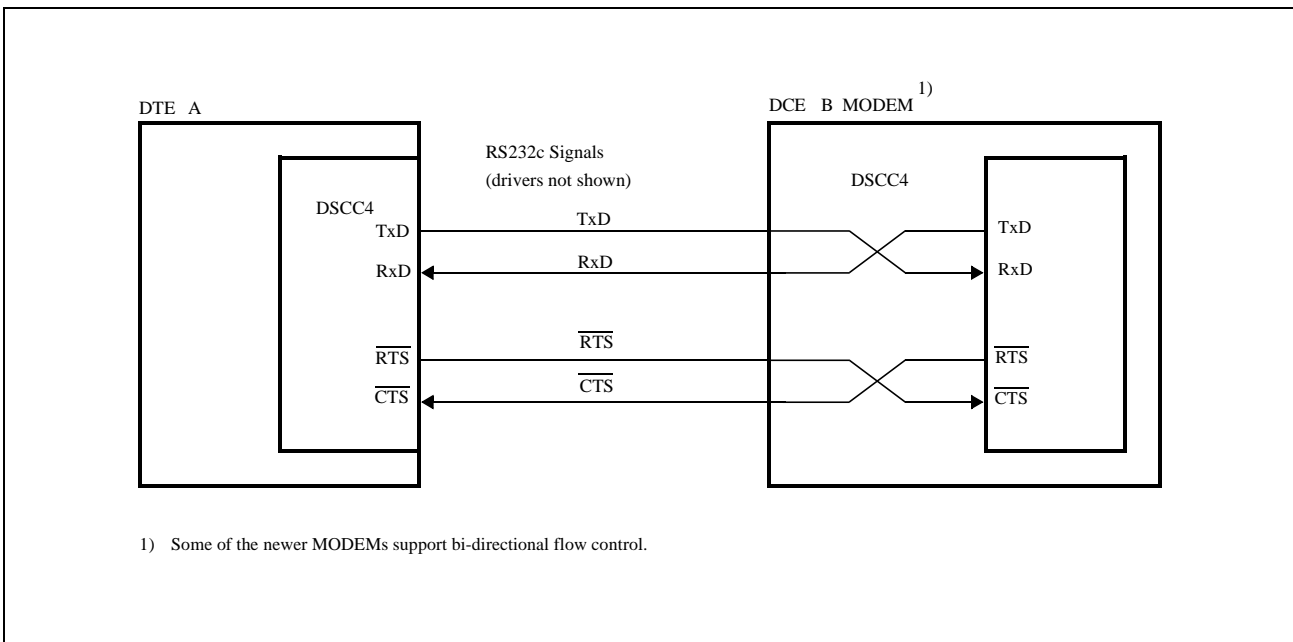 1)
DTE A
DCE B MODEM
RS232c Signals
(drivers not shown)
DSCC4
DSCC4
TxD
TxD
TxD
RxD
RxD
RxD
RTS
RTS
RTS
CTS
CTS
CTS
1) Some of the newer MODEMs support bi-directional flow control.